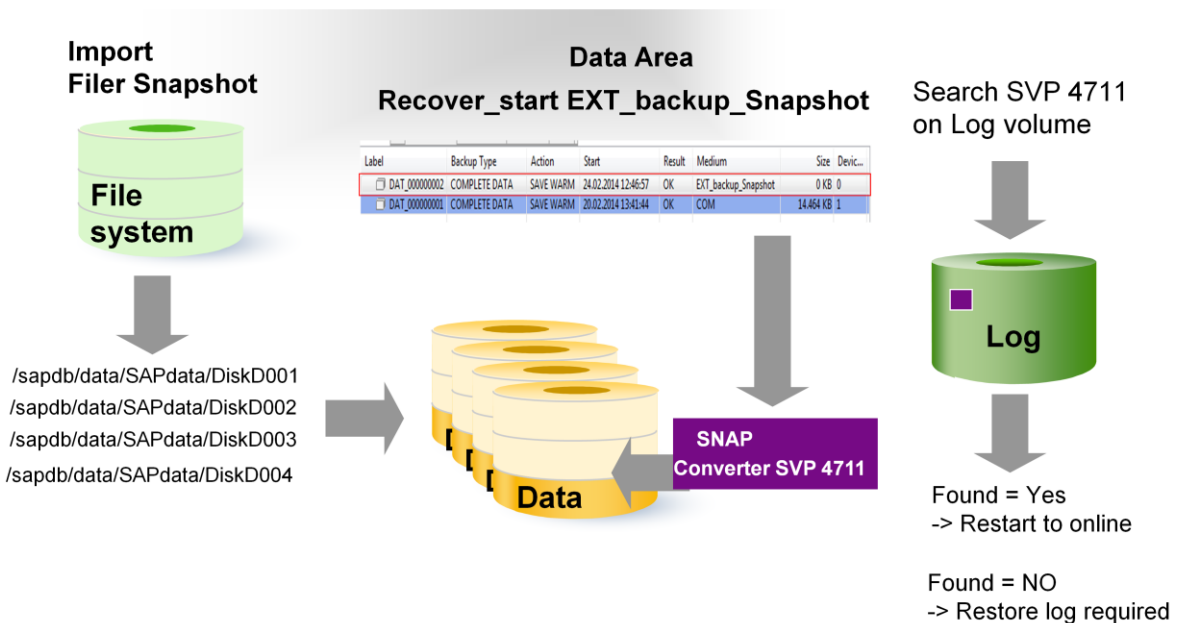 Import
Filer Snapshot
File
system
/sapdb/data/SAPdata/DiskD001
/sapdb/data/SAPdata/DiskD002
/sapdb/data/SAPdata/DiskD003
/sapdb/data/SAPdata/DiskD004
Data Area
Recover_start EXT_backup_Snapshot
Label Backup Type Action Start Result Medium Size Devic...
DAT_000000002 COMPLETE DATA SAVE WARM 24.02.2014 12:46:57 OK EXT_backup_Snapshot 0 KB 0
DAT_000000001 COMPLETE DATA SAVE WARM 20.02.2014 13:41:44 OK COM 14.464 KB 1
SNAP
Converter SVP 4711
Data
Search SVP 4711
on Log volume
Log
Found = Yes
-> Restart to online
Found = NO
-> Restore log required